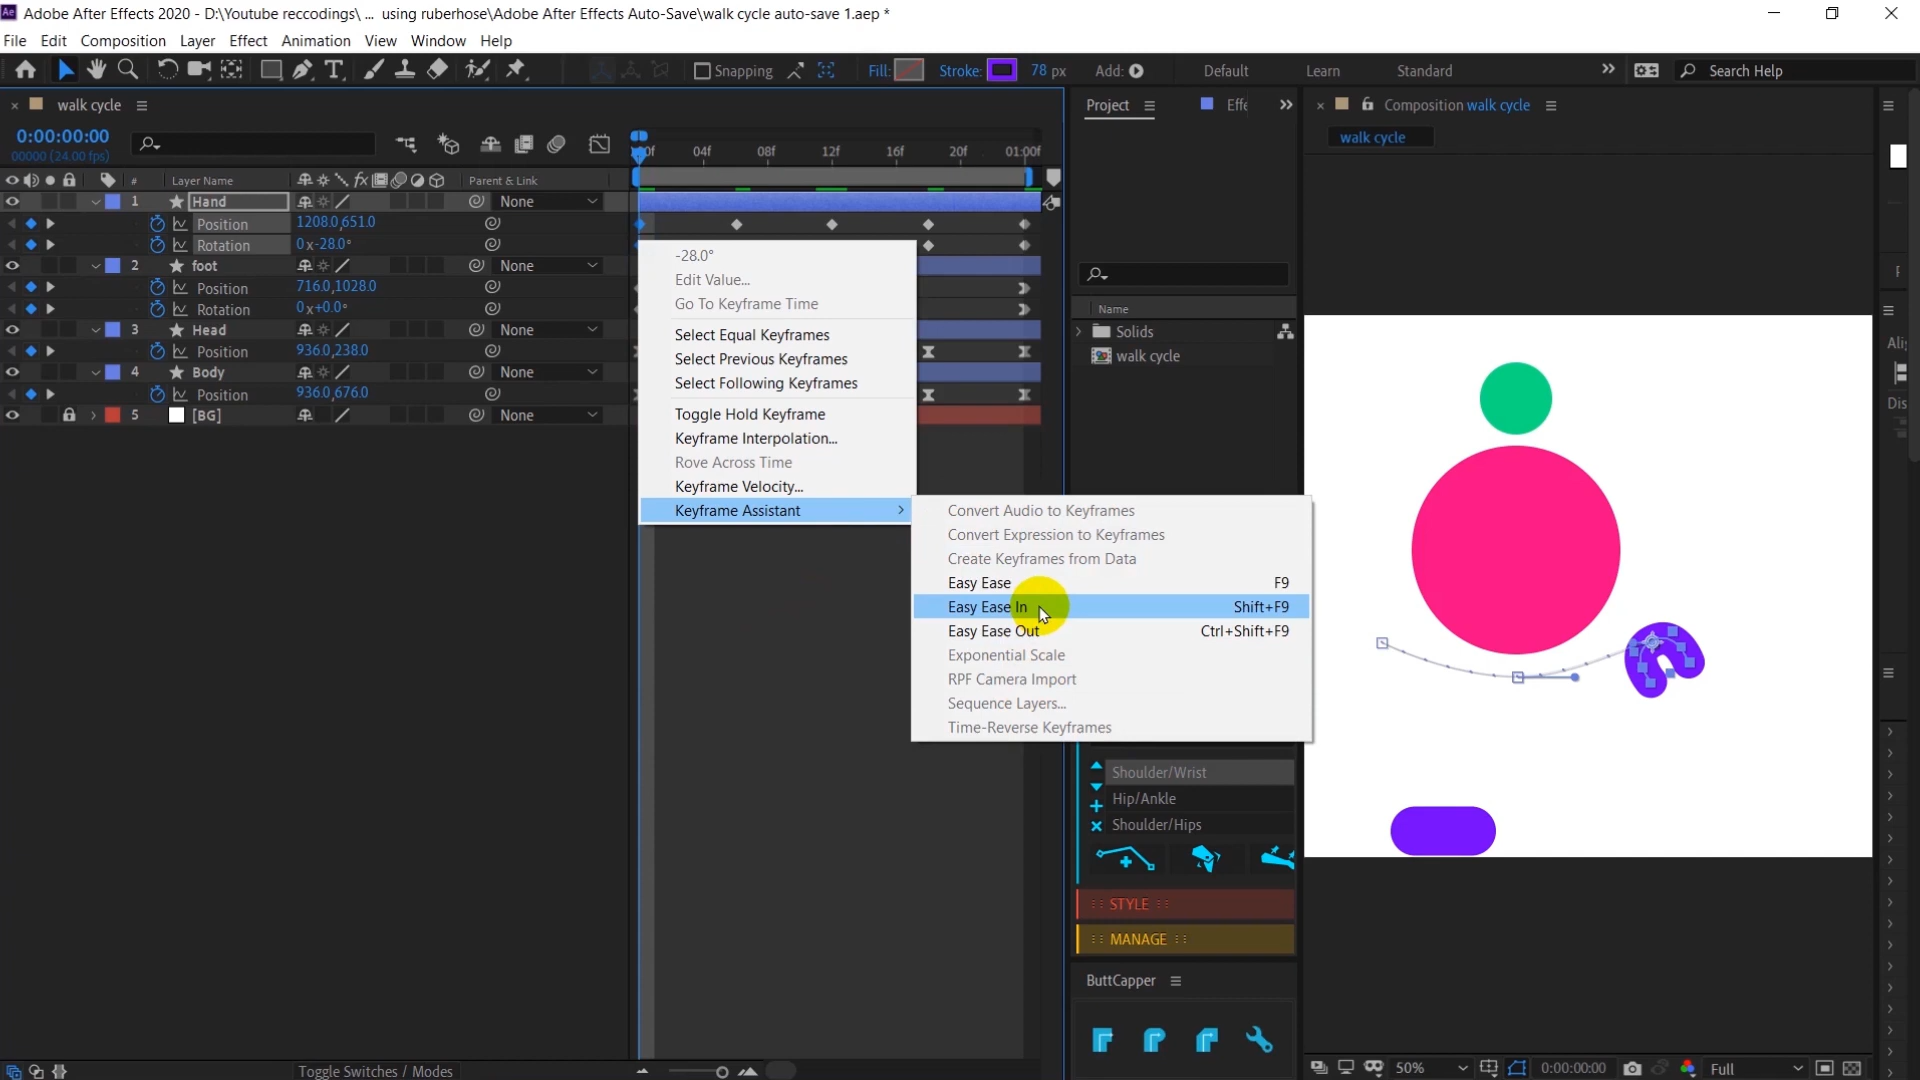 Adobe After Effects 2020 - D:\Youtube reccodings\ ... using ruberhose\Adobe After Effects Auto-Save\walk cycle auto-save 1.aep *
File Edit Composition Layer Effect Animation View Window Help
Snapping Fill: Stroke: 78 px Add: Default Learn Standard Search Help
walk cycle
0:00:00:00
00000 (24.00 fps)
04f 08f 12f 16f 20f 01:00f
# Layer Name Parent & Link
1 Hand None
Position 1208.0,651.0
Rotation 0x-28.0°
2 foot None
Position 716.0,1028.0
Rotation 0x+0.0°
3 Head None
Position 936.0,238.0
4 Body None
Position 936.0,676.0
5 [BG] None
-28.0°
Edit Value...
Go To Keyframe Time
Select Equal Keyframes
Select Previous Keyframes
Select Following Keyframes
Toggle Hold Keyframe
Keyframe Interpolation...
Rove Across Time
Keyframe Velocity...
Keyframe Assistant
Convert Audio to Keyframes
Convert Expression to Keyframes
Create Keyframes from Data
Easy Ease F9
Easy Ease In Shift+F9
Easy Ease Out Ctrl+Shift+F9
Exponential Scale
RPF Camera Import
Sequence Layers...
Time-Reverse Keyframes
Project Effe
Name
Solids
walk cycle
Shoulder/Wrist
Hip/Ankle
Shoulder/Hips
STYLE
MANAGE
ButtCapper
Composition walk cycle
walk cycle
Alig
Dis
Toggle Switches / Modes
50% 0:00:00:00 Full